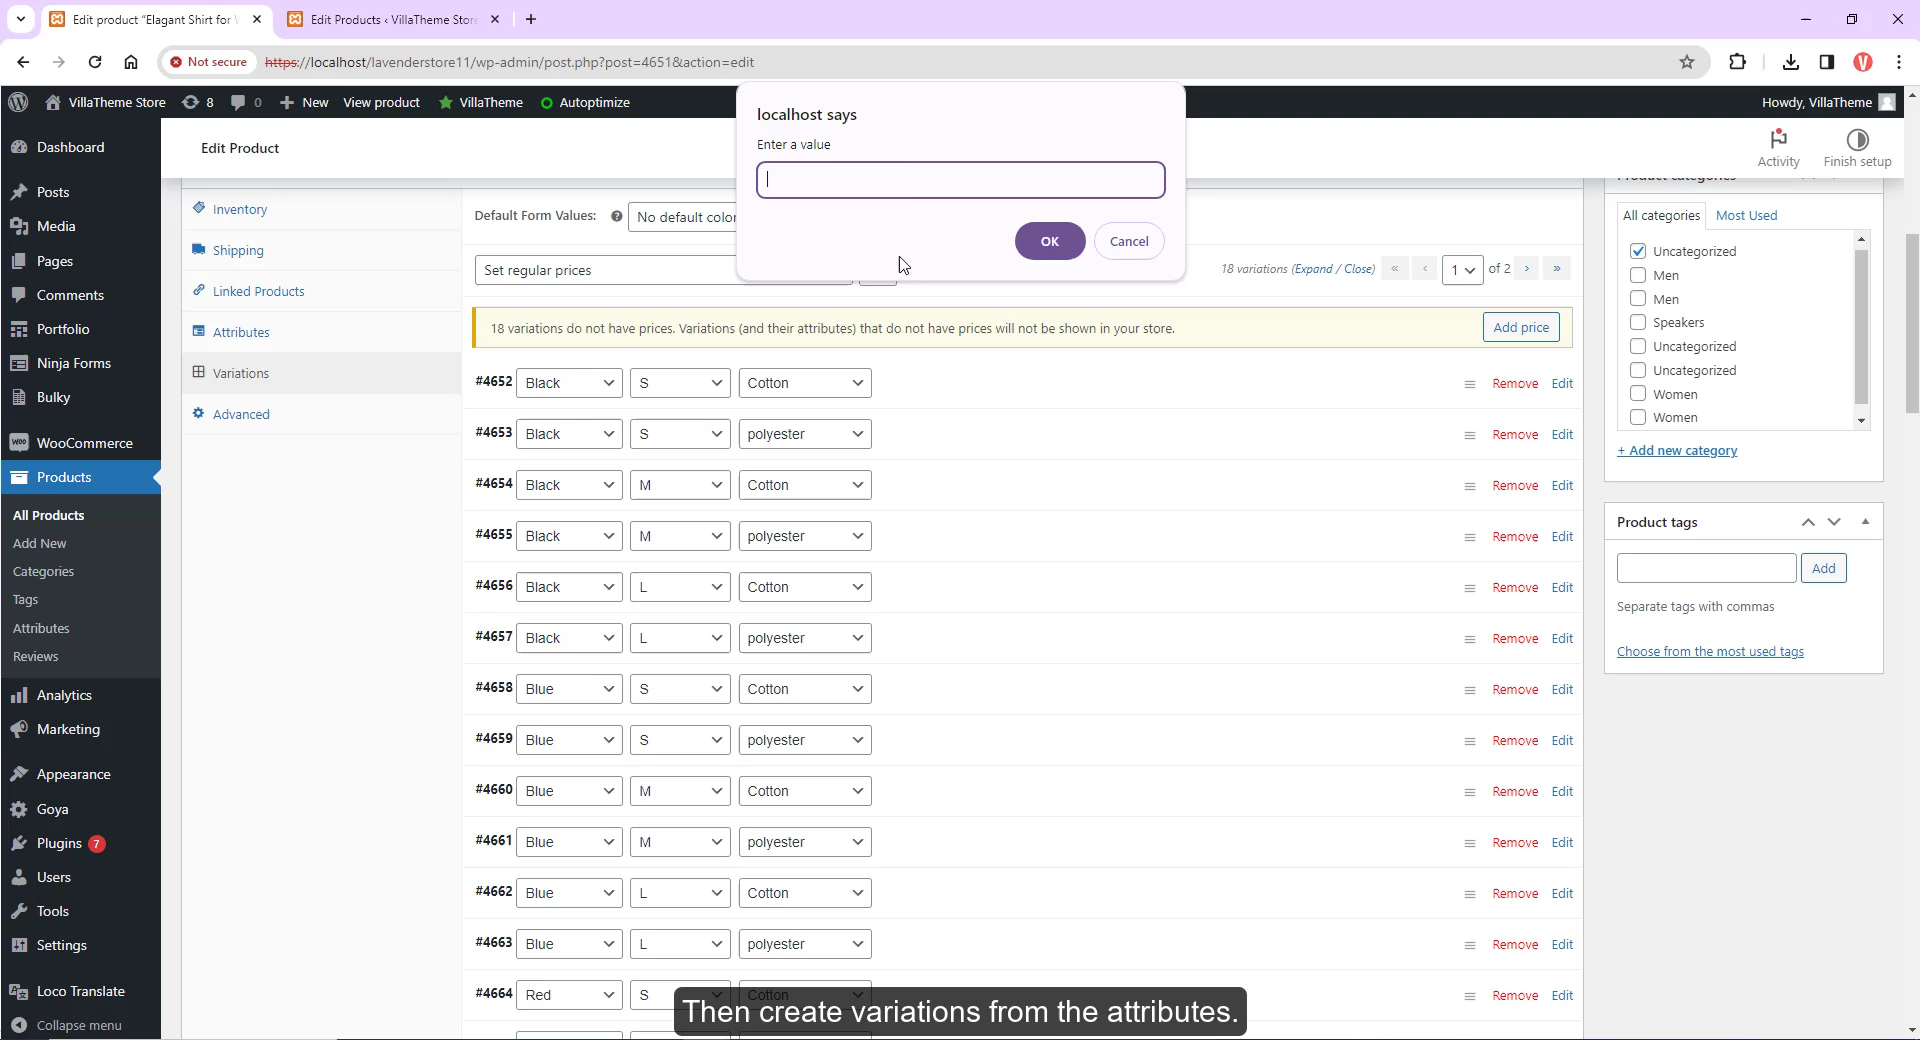 Edit product "Elagant Shirt for
Edit Products ‹ VillaTheme Store
Not secure
https://localhost/lavenderstore11/wp-admin/post.php?post=4651&action=edit
VillaTheme Store
8
0
New
View product
VillaTheme
Autoptimize
Howdy, VillaTheme
localhost says
Enter a value
OK
Cancel
Edit Product
Activity
Finish setup
Dashboard
Posts
Media
Pages
Comments
Portfolio
Ninja Forms
Bulky
WooCommerce
Products
All Products
Add New
Categories
Tags
Attributes
Reviews
Analytics
Marketing
Appearance
Goya
Plugins 7
Users
Tools
Settings
Loco Translate
Collapse menu
Inventory
Shipping
Linked Products
Attributes
Variations
Advanced
Default Form Values:
No default color
Set regular prices
18 variations (Expand / Close)
« ‹ 1 of 2 › »
18 variations do not have prices. Variations (and their attributes) that do not have prices will not be shown in your store.
Add price
#4652 Black S Cotton Remove Edit
#4653 Black S polyester Remove Edit
#4654 Black M Cotton Remove Edit
#4655 Black M polyester Remove Edit
#4656 Black L Cotton Remove Edit
#4657 Black L polyester Remove Edit
#4658 Blue S Cotton Remove Edit
#4659 Blue S polyester Remove Edit
#4660 Blue M Cotton Remove Edit
#4661 Blue M polyester Remove Edit
#4662 Blue L Cotton Remove Edit
#4663 Blue L polyester Remove Edit
#4664 Red S Cotton Remove Edit
Then create variations from the attributes.
Product categories
All categories
Most Used
Uncategorized
Men
Men
Speakers
Uncategorized
Uncategorized
Women
Women
+ Add new category
Product tags
Add
Separate tags with commas
Choose from the most used tags